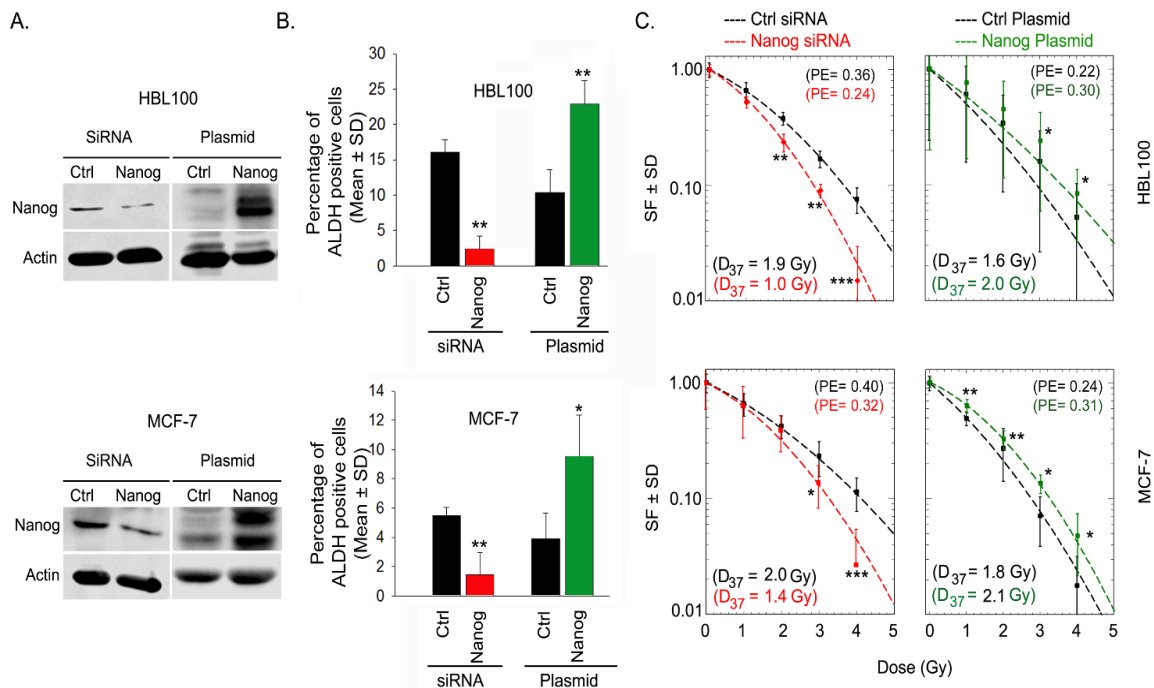 A.
HBL100
SiRNA Plasmid
Ctrl Nanog Ctrl Nanog
Nanog
Actin
MCF-7
SiRNA Plasmid
Ctrl Nanog Ctrl Nanog
Nanog
Actin
B.
Percentage of
ALDH positive cells
(Mean ± SD)
30
25
20
15
10
5
0
HBL100
**
**
Ctrl Nanog Ctrl Nanog
siRNA Plasmid
Percentage of
ALDH positive cells
(Mean ± SD)
14
12
10
8
6
4
2
0
MCF-7
**
*
Ctrl Nanog Ctrl Nanog
siRNA Plasmid
C.
Ctrl siRNA
Nanog siRNA
Ctrl Plasmid
Nanog Plasmid
SF ± SD
1.00
0.10
0.01
(PE= 0.36)
(PE= 0.24)
**
**
***
(D37 = 1.9 Gy)
(D37 = 1.0 Gy)
(PE= 0.22)
(PE= 0.30)
*
*
(D37 = 1.6 Gy)
(D37 = 2.0 Gy)
HBL100
SF ± SD
1.00
0.10
0.01
(PE= 0.40)
(PE= 0.32)
*
***
(D37 = 2.0 Gy)
(D37 = 1.4 Gy)
0 1 2 3 4 5
(PE= 0.24)
(PE= 0.31)
**
**
*
*
(D37 = 1.8 Gy)
(D37 = 2.1 Gy)
0 1 2 3 4 5
MCF-7
Dose (Gy)